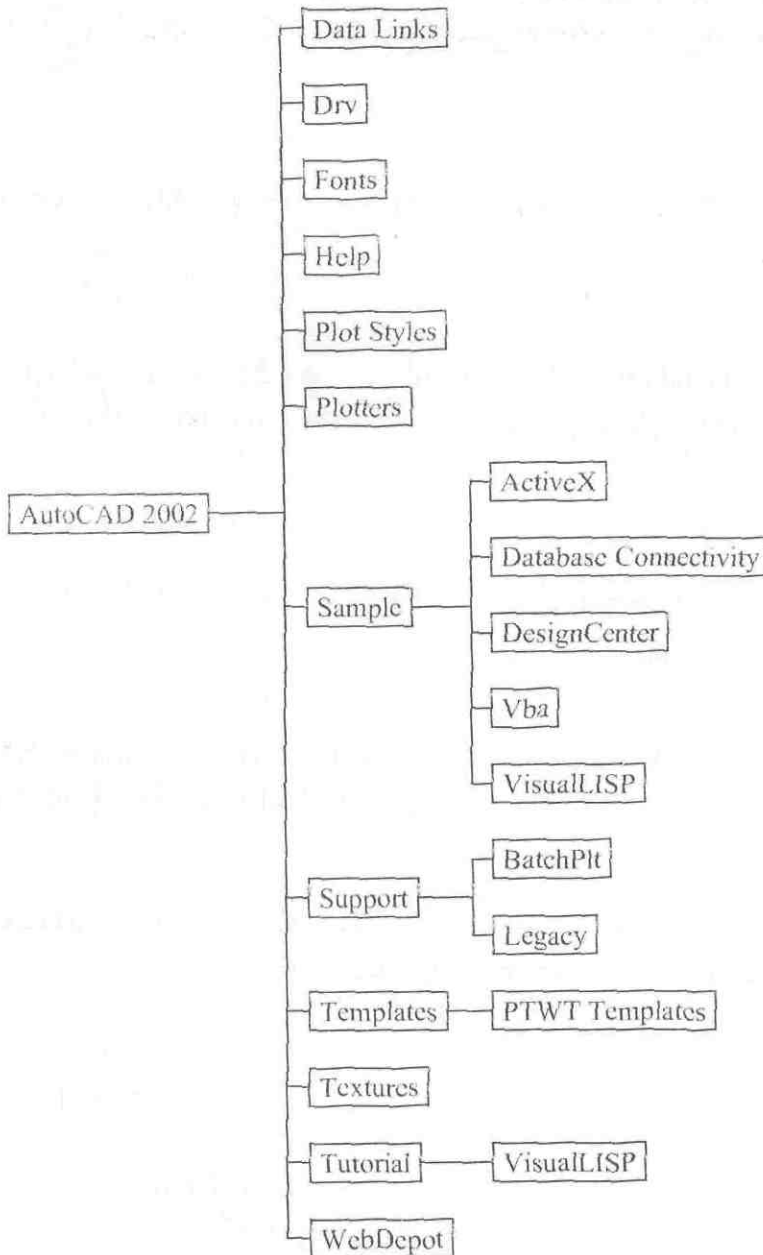 Data Links
Drv
Fonts
Help
Plot Styles
Plotters
AutoCAD 2002
Sample
ActiveX
Database Connectivity
DesignCenter
Vba
VisualLISP
Support
BatchPlt
Legacy
Templates
PTWT Templates
Textures
Tutorial
VisualLISP
WebDepot